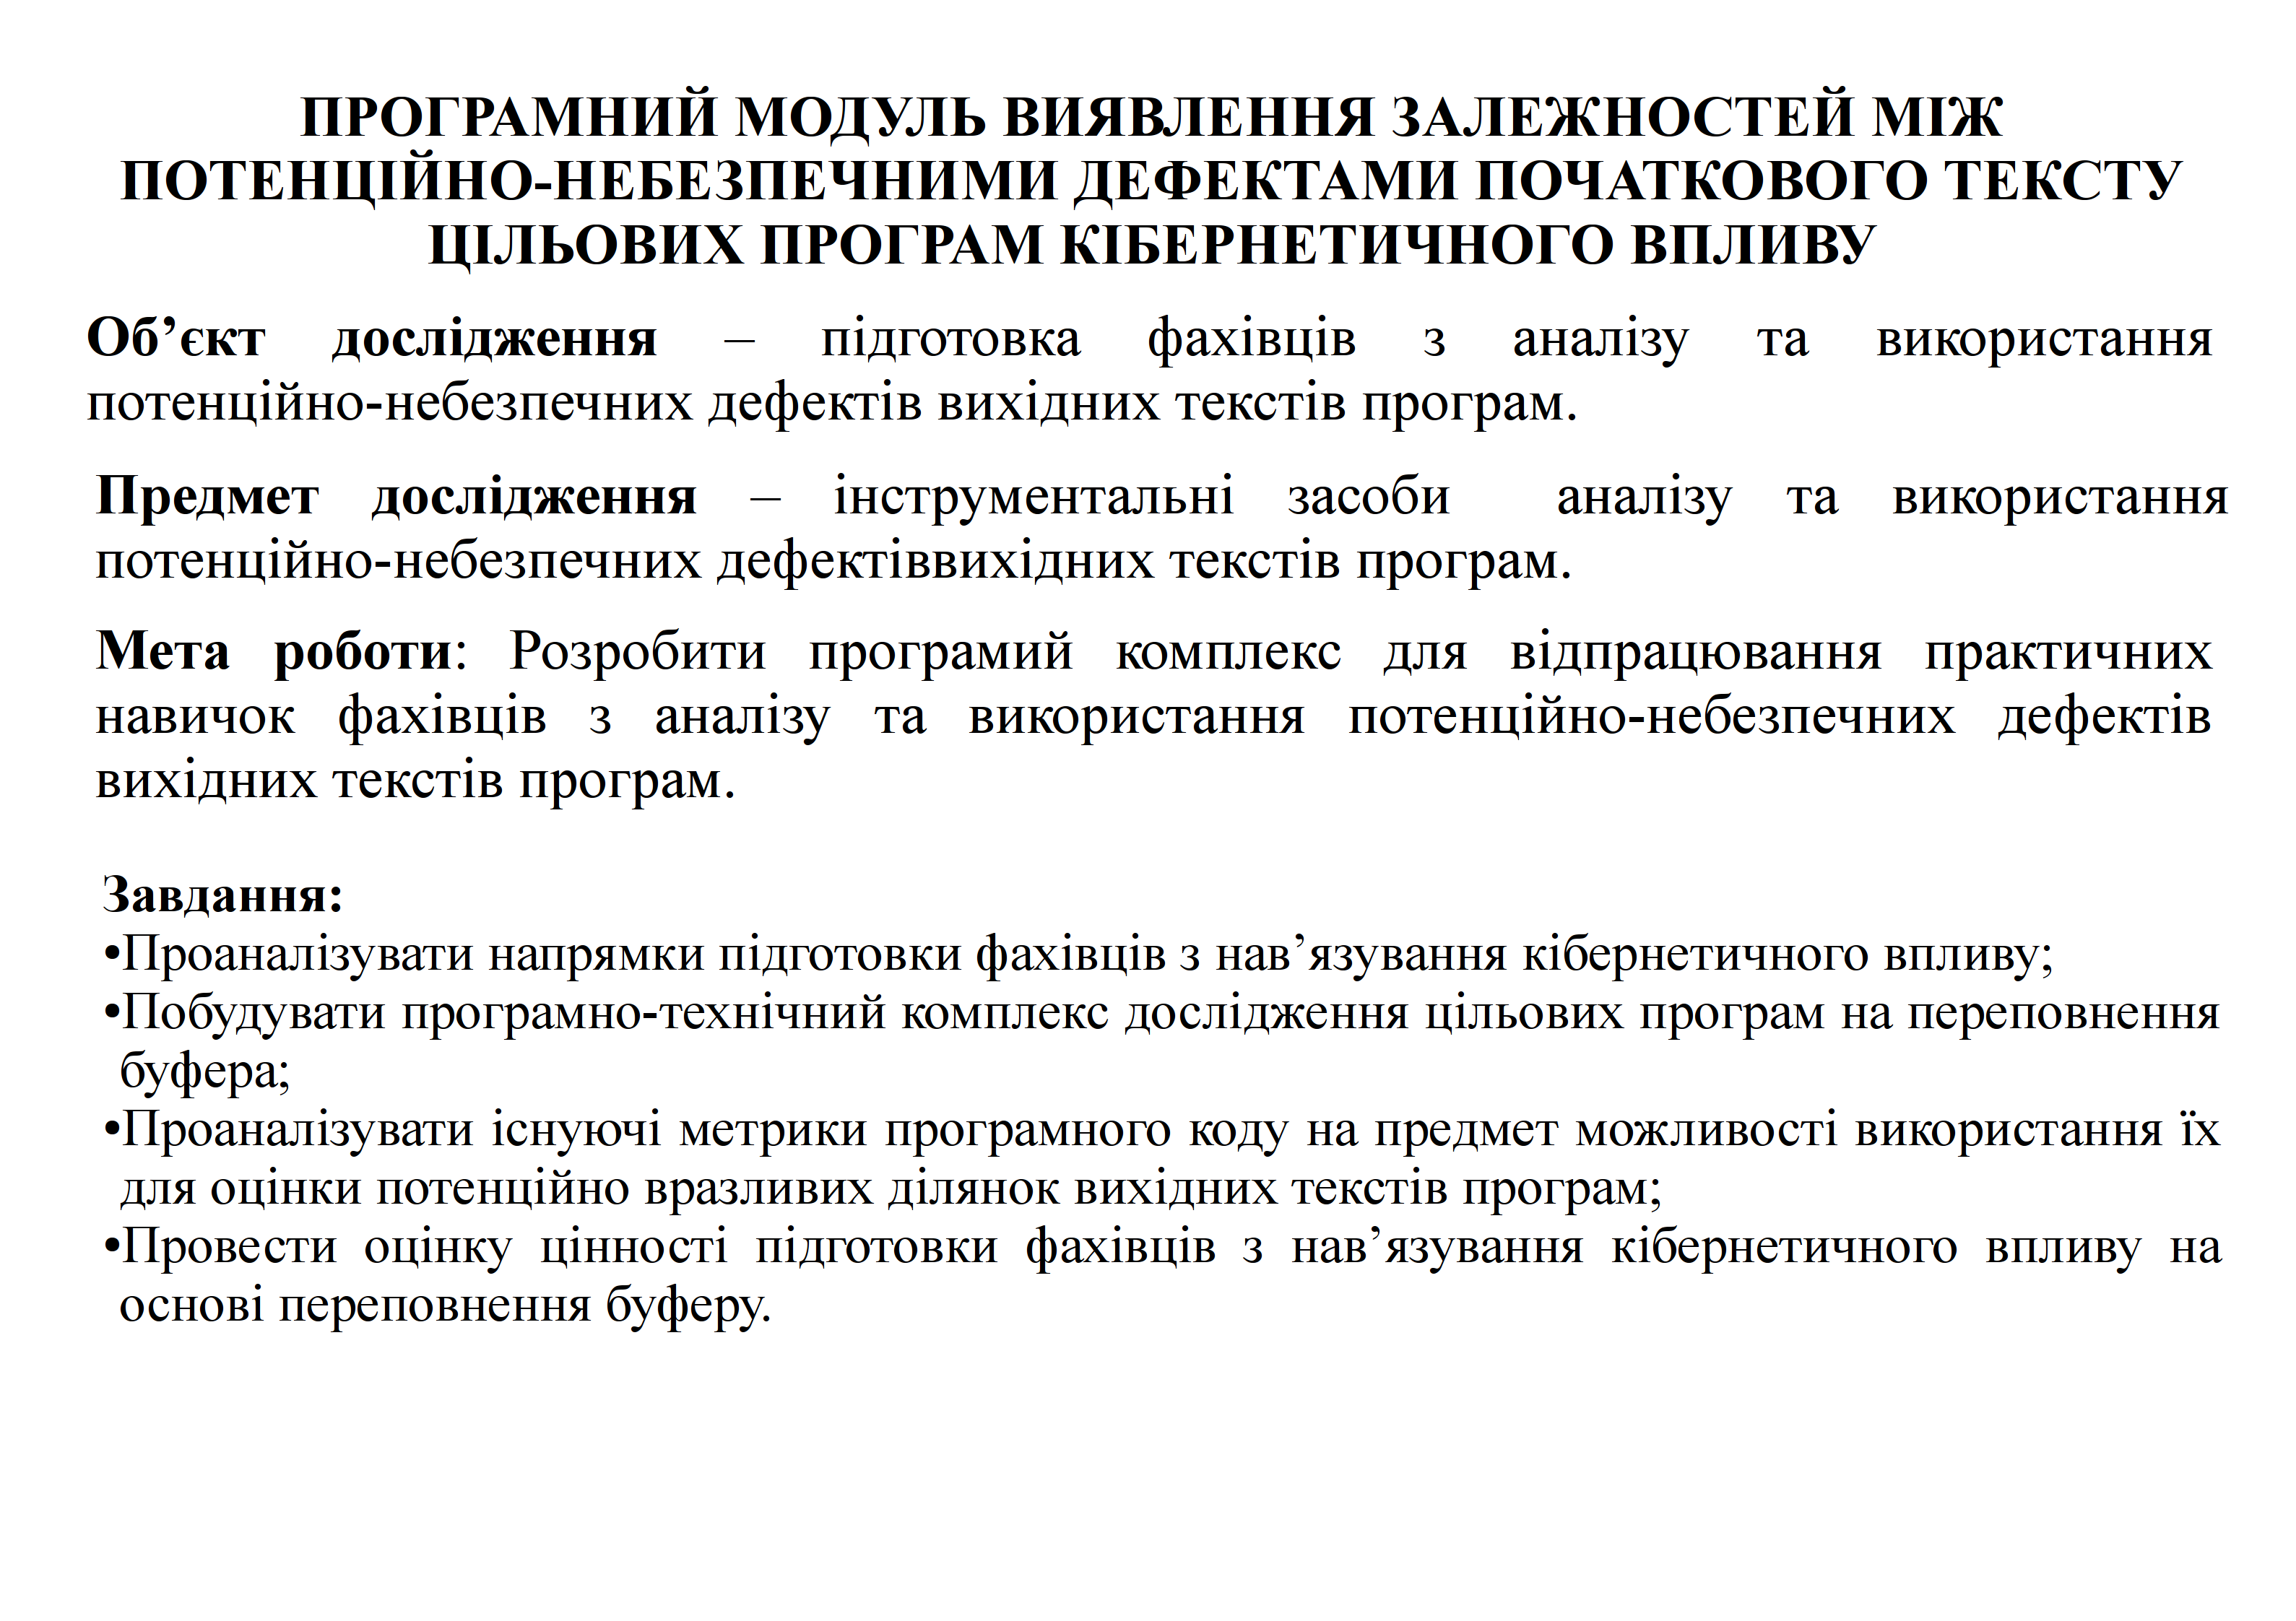 ПРОГРАМНИЙ МОДУЛЬ ВИЯВЛЕННЯ ЗАЛЕЖНОСТЕЙ МІЖ
ПОТЕНЦІЙНО-НЕБЕЗПЕЧНИМИ ДЕФЕКТАМИ ПОЧАТКОВОГО ТЕКСТУ
ЦІЛЬОВИХ ПРОГРАМ КІБЕРНЕТИЧНОГО ВПЛИВУ
Об’єкт дослідження – підготовка фахівців з аналізу та використання
потенційно-небезпечних дефектів вихідних текстів програм.
Предмет дослідження – інструментальні засоби аналізу та використання
потенційно-небезпечних дефектіввихідних текстів програм.
Мета роботи: Розробити програмий комплекс для відпрацювання практичних
навичок фахівців з аналізу та використання потенційно-небезпечних дефектів
вихідних текстів програм.
Завдання:
•Проаналізувати напрямки підготовки фахівців з нав’язування кібернетичного впливу;
•Побудувати програмно-технічний комплекс дослідження цільових програм на переповнення
буфера;
•Проаналізувати існуючі метрики програмного коду на предмет можливості використання їх
для оцінки потенційно вразливих ділянок вихідних текстів програм;
•Провести оцінку цінності підготовки фахівців з нав’язування кібернетичного впливу на
основі переповнення буферу.